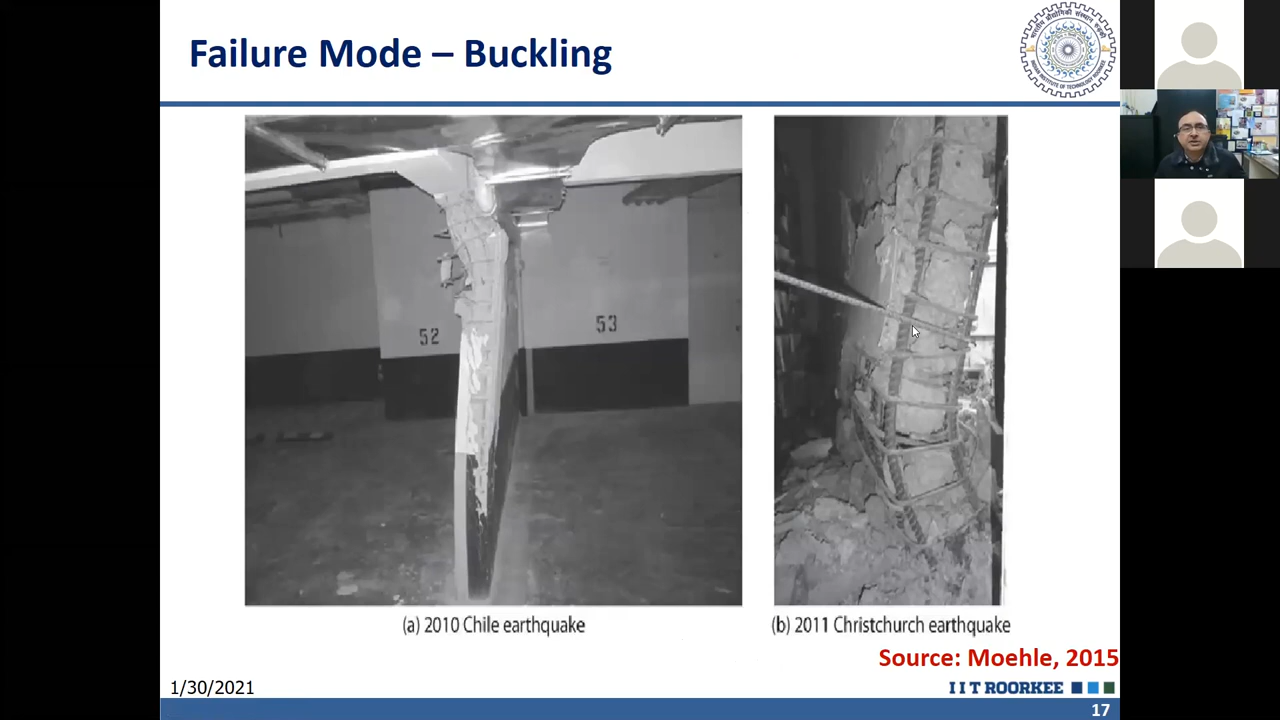 Failure Mode – Buckling
52
53
(a) 2010 Chile earthquake
(b) 2011 Christchurch earthquake
Source: Moehle, 2015
1/30/2021
I I T ROORKEE
17